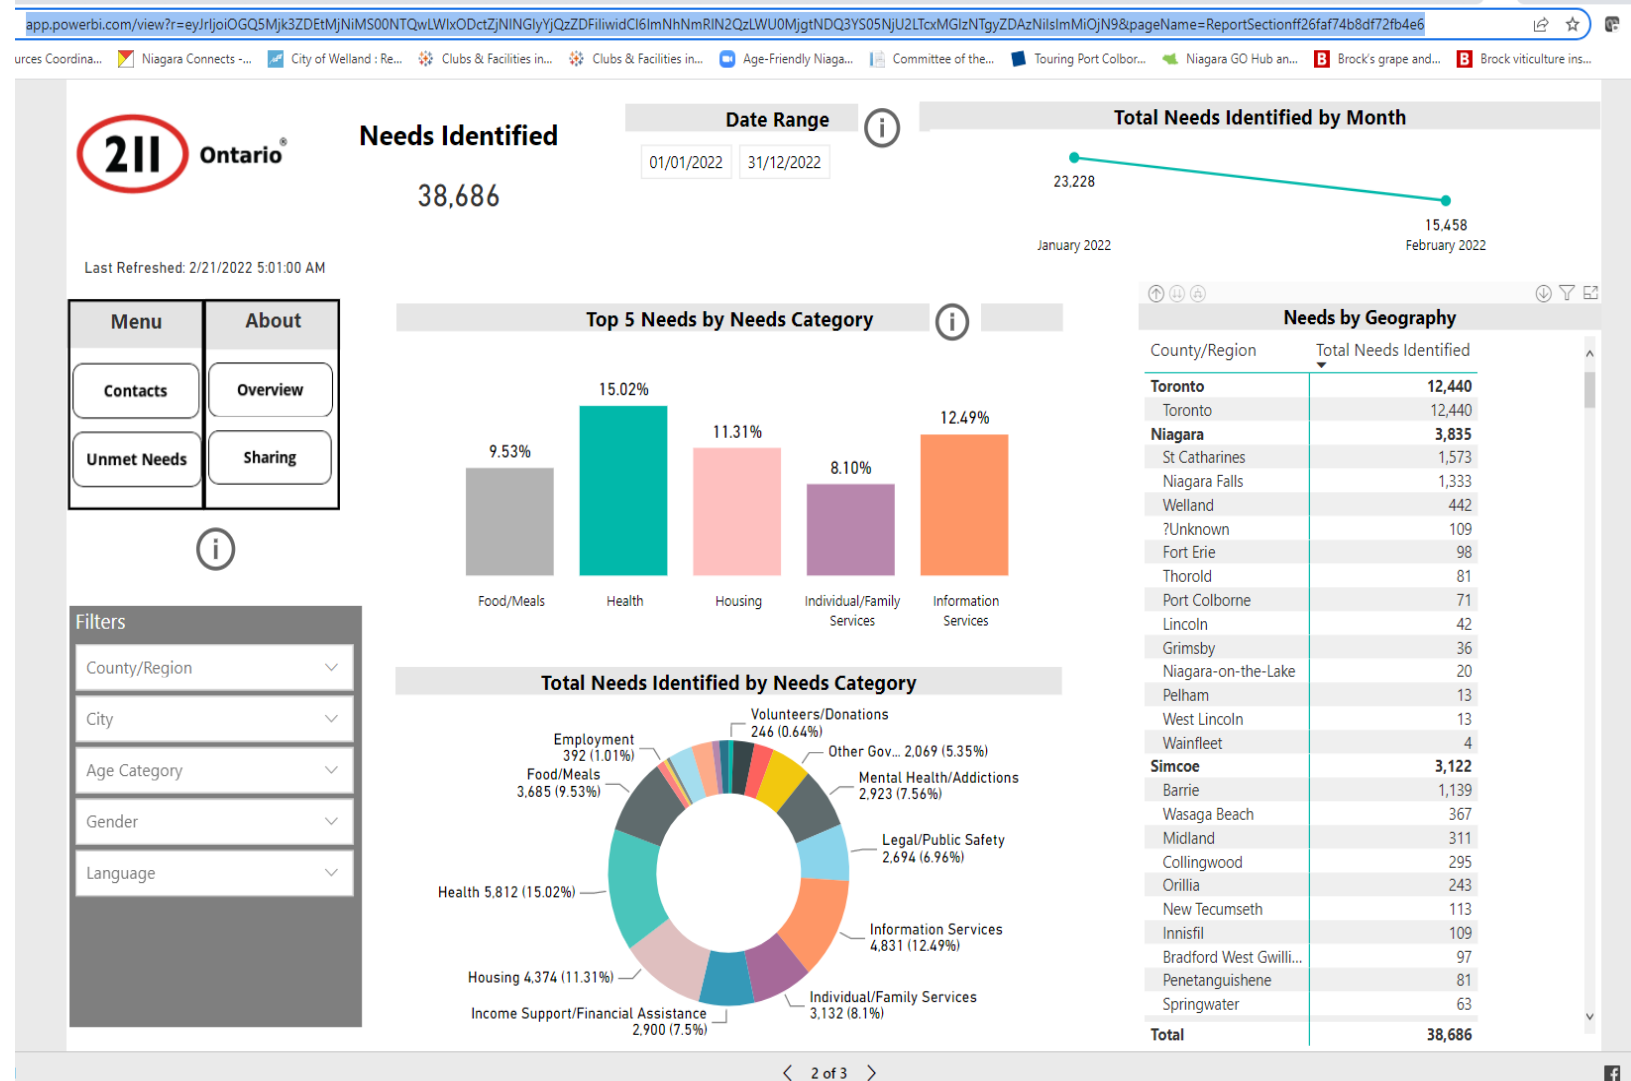 app.powerbi.com/view?r=eyJrIjoiOGQ5Mjk3ZDEtMjNiMS00NTQwLWIxODctZjNINGIyYjQzZDFiIiwidCI6ImNhNmRlN2QzLWU0MjgtNDQ3YS05NjU2LTcxMGIzNTgyZDAzNiIsImMiOjN9&pageName=ReportSectionff26faf74b8df72fb4e6
urces Coordina... Niagara Connects -... City of Welland : Re... Clubs & Facilities in... Clubs & Facilities in... Age-Friendly Niaga... Committee of the... Touring Port Colbor... Niagara GO Hub an... B Brock's grape and... B Brock viticulture ins...
211 Ontario®
Last Refreshed: 2/21/2022 5:01:00 AM
Needs Identified
38,686
Date Range
01/01/2022 31/12/2022
Total Needs Identified by Month
23,228
15,458
January 2022
February 2022
Menu About
Contacts Overview
Unmet Needs Sharing
Filters
County/Region
City
Age Category
Gender
Language
Top 5 Needs by Needs Category
9.53%
15.02%
11.31%
8.10%
12.49%
Food/Meals
Health
Housing
Individual/Family
Services
Information
Services
Total Needs Identified by Needs Category
Volunteers/Donations
246 (0.64%)
Other Gov... 2,069 (5.35%)
Mental Health/Addictions
2,923 (7.56%)
Legal/Public Safety
2,694 (6.96%)
Information Services
4,831 (12.49%)
Individual/Family Services
3,132 (8.1%)
Income Support/Financial Assistance
2,900 (7.5%)
Housing 4,374 (11.31%)
Health 5,812 (15.02%)
Food/Meals
3,685 (9.53%)
Employment
392 (1.01%)
Needs by Geography
County/Region Total Needs Identified
Toronto 12,440
Toronto 12,440
Niagara 3,835
St Catharines 1,573
Niagara Falls 1,333
Welland 442
?Unknown 109
Fort Erie 98
Thorold 81
Port Colborne 71
Lincoln 42
Grimsby 36
Niagara-on-the-Lake 20
Pelham 13
West Lincoln 13
Wainfleet 4
Simcoe 3,122
Barrie 1,139
Wasaga Beach 367
Midland 311
Collingwood 295
Orillia 243
New Tecumseth 113
Innisfil 109
Bradford West Gwilli... 97
Penetanguishene 81
Springwater 63
Total 38,686
2 of 3